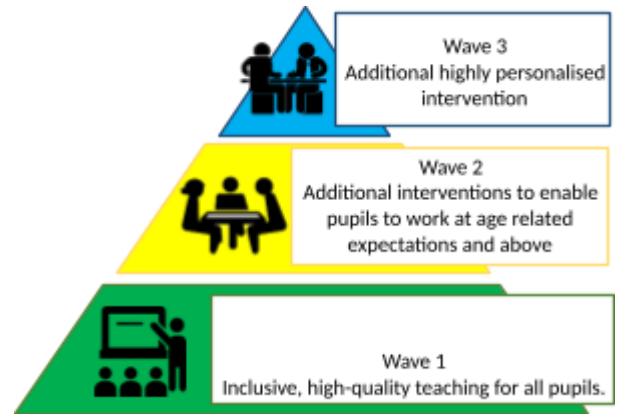 Wave 3
Additional highly personalised
intervention
Wave 2
Additional interventions to enable
pupils to work at age related
expectations and above
Wave 1
Inclusive, high-quality teaching for all pupils.